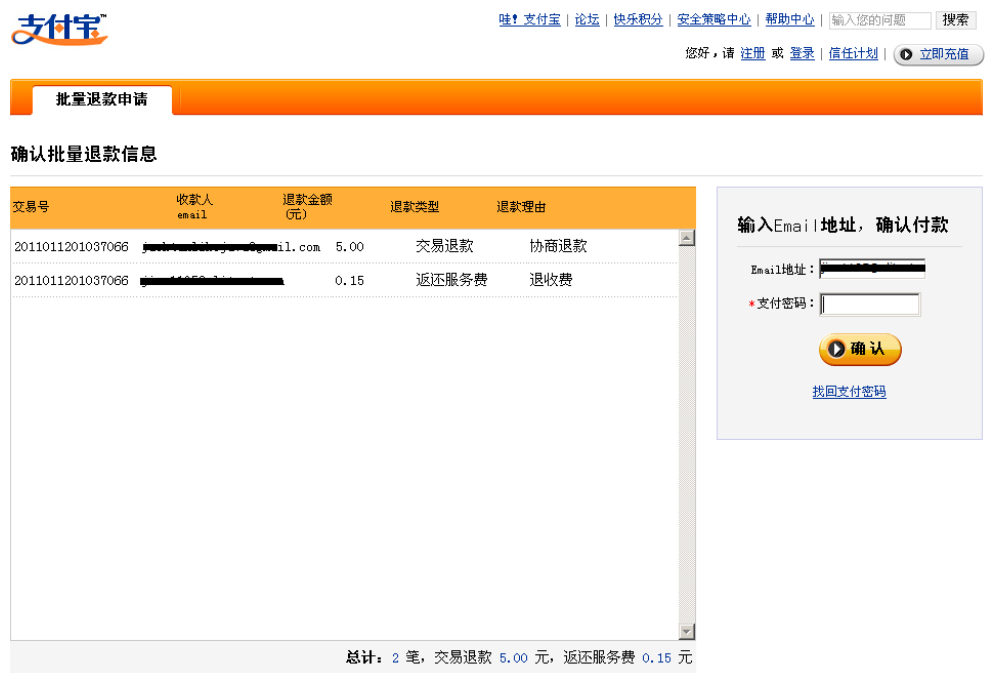 支付宝™
哇! 支付宝 | 论坛 | 快乐积分 | 安全策略中心 | 帮助中心 | 输入您的问题 搜索
您好，请 注册 或 登录 | 信任计划 | 立即充值
批量退款申请
确认批量退款信息
交易号 收款人 email 退款金额 (元) 退款类型 退款理由
2011011201037066 il.com 5.00 交易退款 协商退款
2011011201037066 0.15 返还服务费 退收费
总计: 2 笔, 交易退款 5.00 元, 返还服务费 0.15 元
输入Email地址, 确认付款
Email地址:
*支付密码:
确 认
找回支付密码